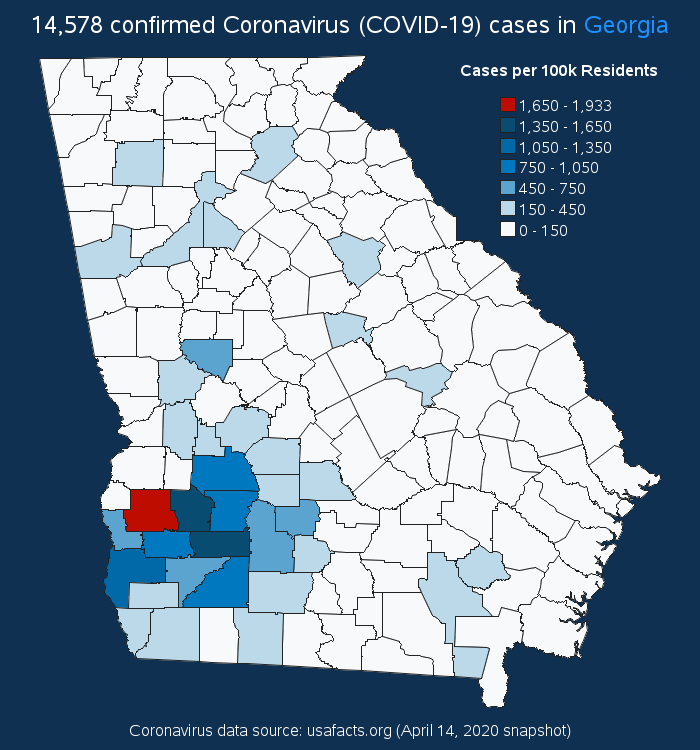 14,578 confirmed Coronavirus (COVID-19) cases in Georgia
Cases per 100k Residents
1,650 - 1,933
1,350 - 1,650
1,050 - 1,350
750 - 1,050
450 - 750
150 - 450
0 - 150
Coronavirus data source: usafacts.org (April 14, 2020 snapshot)